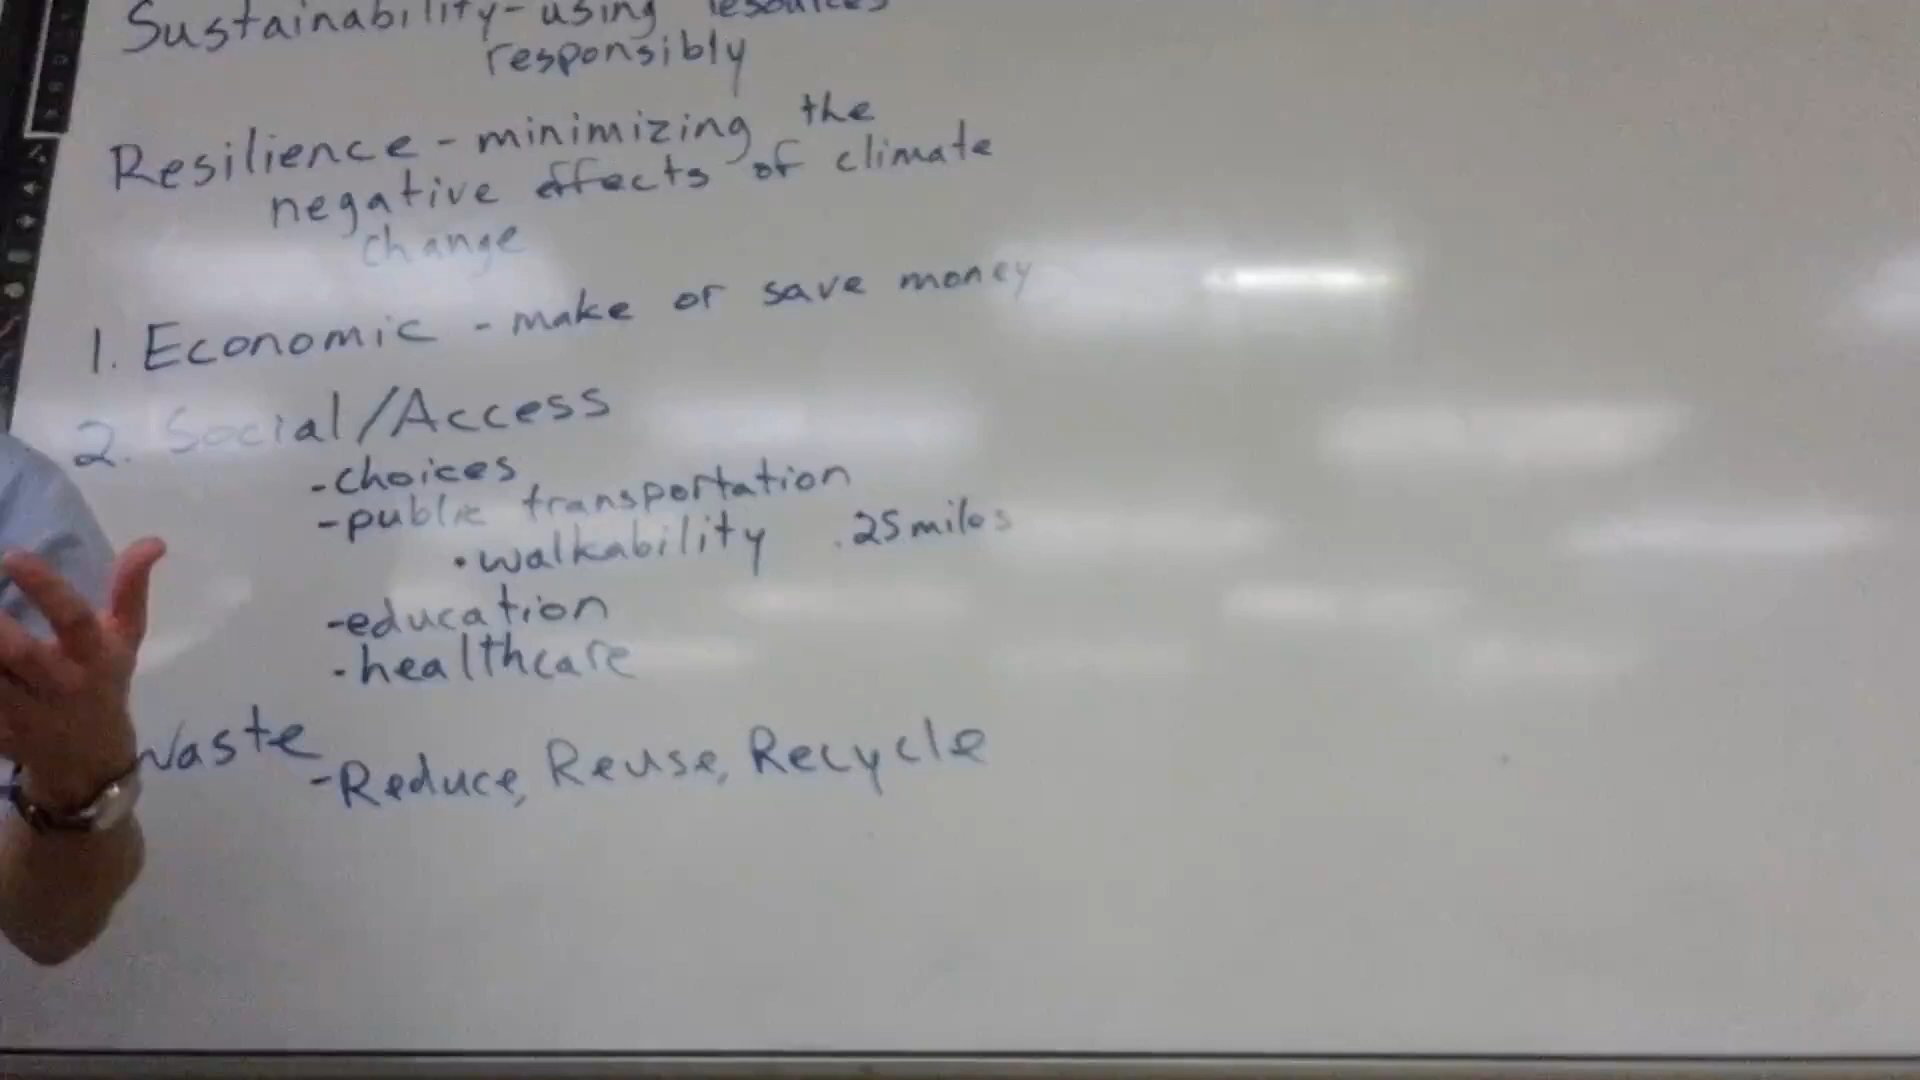 Sustainability - using resources
responsibly
Resilience - minimizing the
negative effects of climate
change
1. Economic - make or save money
2. Social/Access
- choices
- public transportation
• walkability .25 miles
- education
- healthcare
Waste
- Reduce, Reuse, Recycle